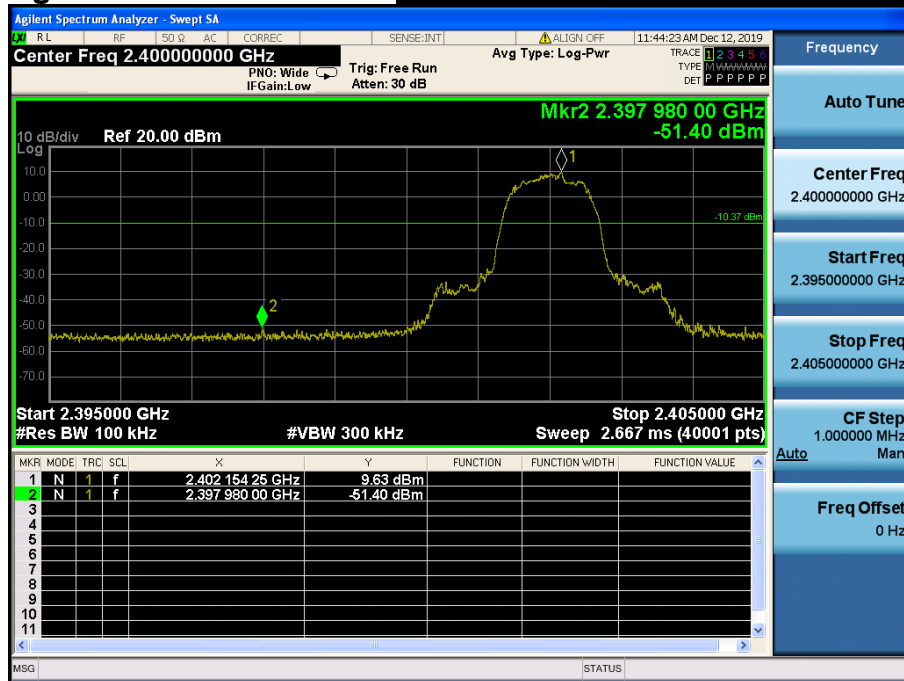 Agilent Spectrum Analyzer - Swept SA
LXI RL RF 50 Ω AC CORREC SENSE:INT ALIGN OFF 11:44:23 AM Dec 12, 2019
Center Freq 2.400000000 GHz
PNO: Wide
IFGain:Low
Trig: Free Run
Atten: 30 dB
Avg Type: Log-Pwr
TRACE 1 2 3 4 5 6
TYPE M W W W W W
DET P P P P P P
Mkr2 2.397 980 00 GHz
-51.40 dBm
10 dB/div Ref 20.00 dBm
Log
10.0
0.00
-10.0
-20.0
-30.0
-40.0
-50.0
-60.0
-70.0
1
-10.37 dBm
2
Start 2.395000 GHz Stop 2.405000 GHz
#Res BW 100 kHz #VBW 300 kHz Sweep 2.667 ms (40001 pts)
MKR MODE TRC SCL X Y FUNCTION FUNCTION WIDTH FUNCTION VALUE
1 N 1 f 2.402 154 25 GHz 9.63 dBm
2 N 1 f 2.397 980 00 GHz -51.40 dBm
3
4
5
6
7
8
9
10
11
MSG STATUS
Frequency
Auto Tune
Center Freq
2.400000000 GHz
Start Freq
2.395000000 GHz
Stop Freq
2.405000000 GHz
CF Step
1.000000 MHz
Auto Man
Freq Offset
0 Hz